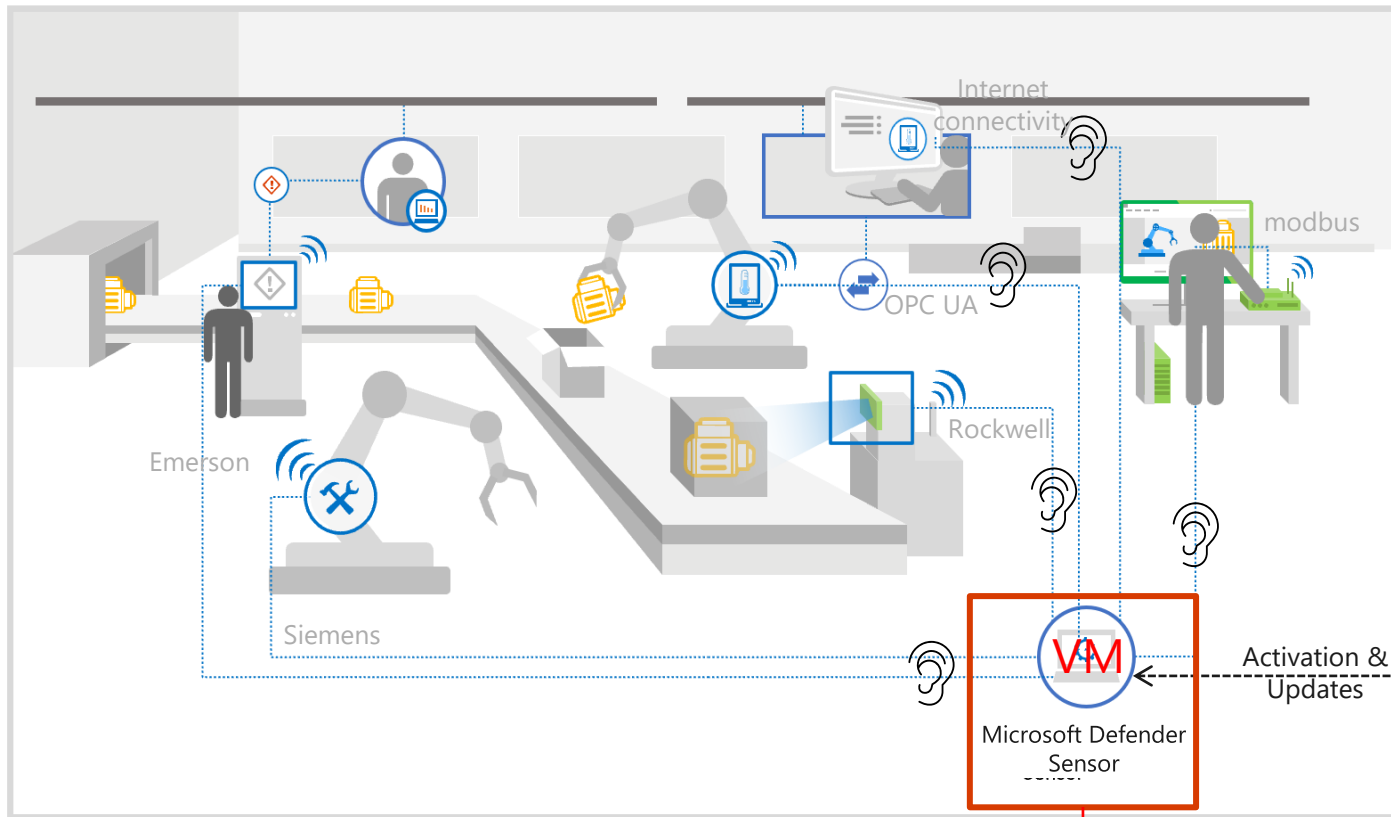 Internet
connectivity
modbus
OPC UA
Rockwell
Emerson
Siemens
VM
Activation &
Updates
Microsoft Defender
Sensor